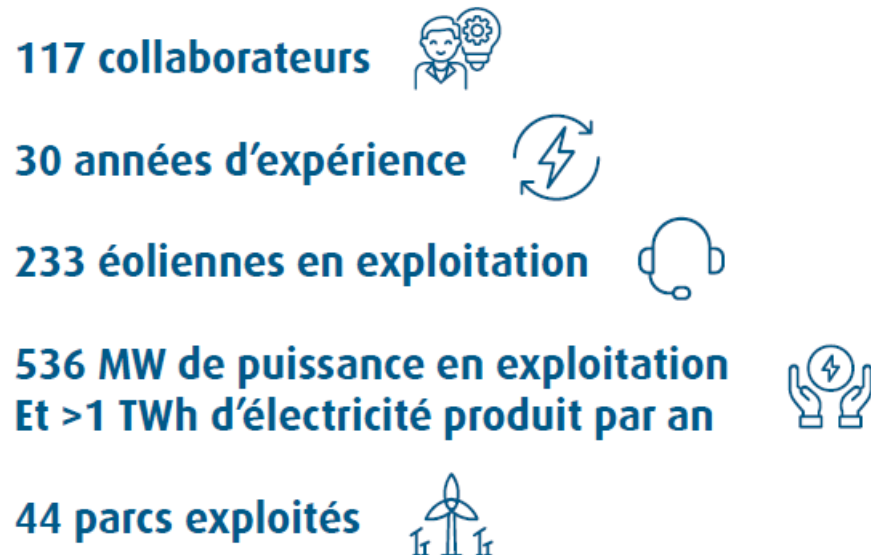 117 collaborateurs
30 années d’expérience
233 éoliennes en exploitation
536 MW de puissance en exploitation
Et >1 TWh d’électricité produit par an
44 parcs exploités